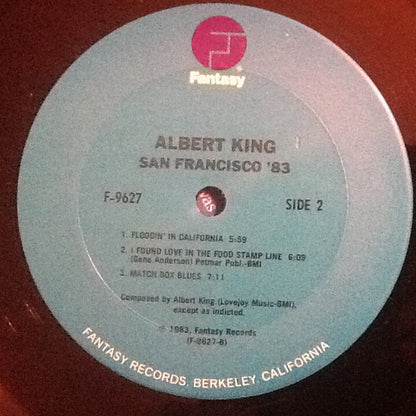 Fantasy
ALBERT KING
SAN FRANCISCO '83
F-9627
SIDE 2
1. FLOODIN' IN CALIFORNIA 5:59
2. I FOUND LOVE IN THE FOOD STAMP LINE 6:09
(Gene Anderson) Petmar Publ.-BMI
3. MATCH BOX BLUES 7:11
Composed by Albert King (Lovejoy Music-BMI),
except as indicted.
℗ 1983, Fantasy Records
(F-9627-B)
FANTASY RECORDS, BERKELEY, CALIFORNIA